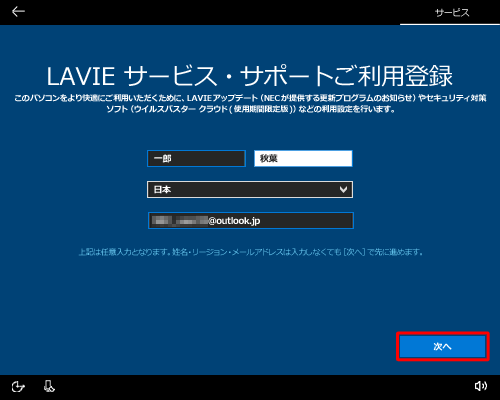 サービス
LAVIE サービス・サポートご利用登録
このパソコンをより快適にご利用いただくために、LAVIEアップデート(NECが提供する更新プログラムのお知らせ)やセキュリティ対策
ソフト(ウイルスバスター クラウド(使用期間限定版))などの利用設定を行います。
一郎 秋葉
日本
@outlook.jp
上記は任意入力となります。姓名・リージョン・メールアドレスは入力しなくても[次へ]で先に進めます。
次へ